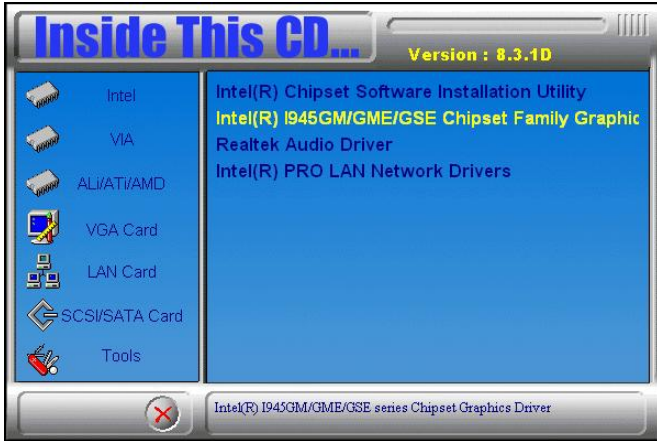 Inside This CD...
Version : 8.3.1D
Intel
VIA
ALi/ATi/AMD
VGA Card
LAN Card
SCSI/SATA Card
Tools
Intel(R) Chipset Software Installation Utility
Intel(R) I945GM/GME/GSE Chipset Family Graphic
Realtek Audio Driver
Intel(R) PRO LAN Network Drivers
Intel(R) I945GM/GME/GSE series Chipset Graphics Driver